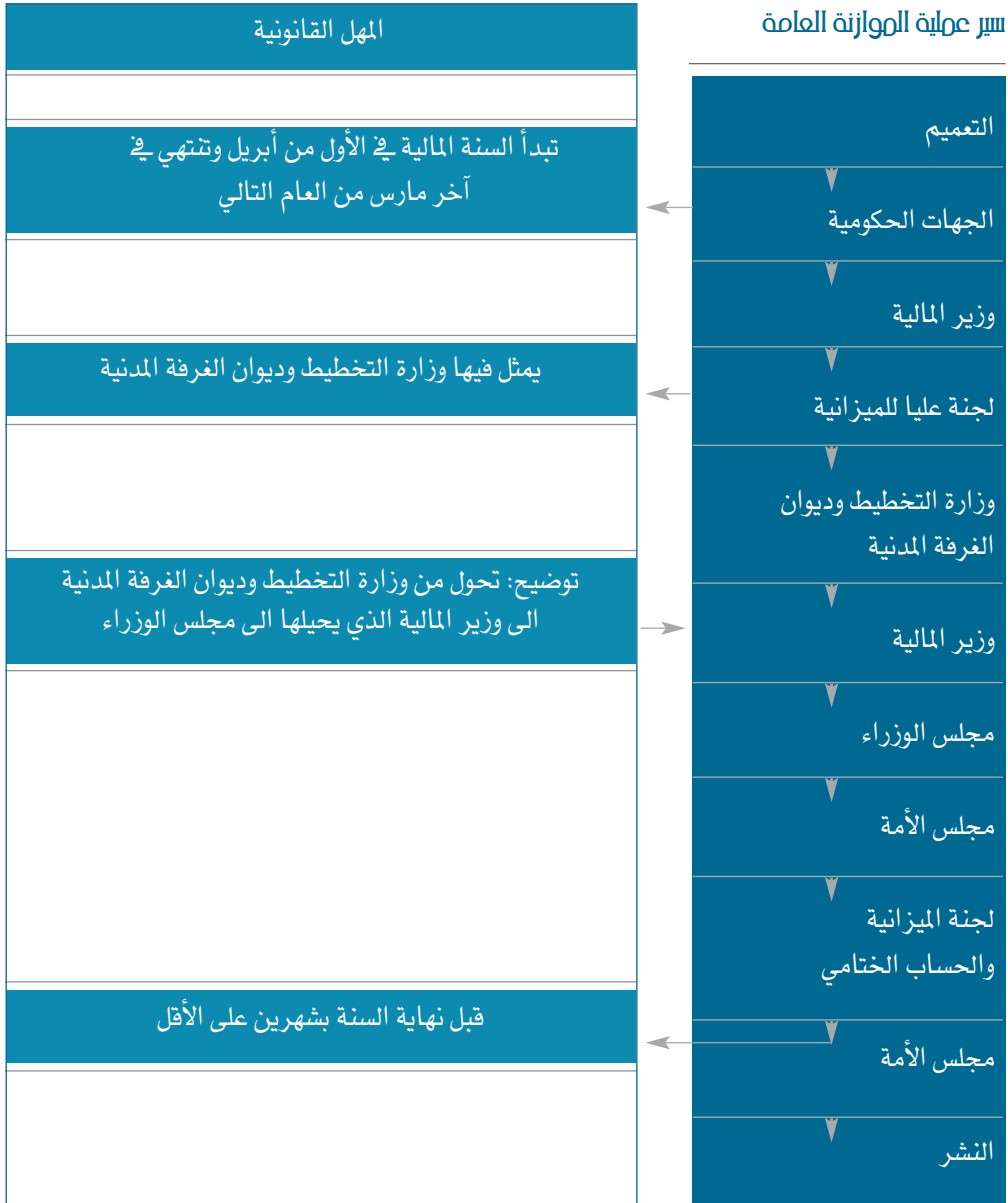 سير عملية الموازنة العامة
التعميم
الجهات الحكومية
وزير المالية
لجنة عليا للميزانية
وزارة التخطيط وديوان
الغرفة المدنية
وزير المالية
مجلس الوزراء
مجلس الأمة
لجنة الميزانية
والحساب الختامي
مجلس الأمة
النشر
المهل القانونية
تبدأ السنة المالية في الأول من أبريل وتنتهي في
آخر مارس من العام التالي
يمثل فيها وزارة التخطيط وديوان الغرفة المدنية
توضيح: تحول من وزارة التخطيط وديوان الغرفة المدنية
الى وزير المالية الذي يحيلها الى مجلس الوزراء
قبل نهاية السنة بشهرين على الأقل